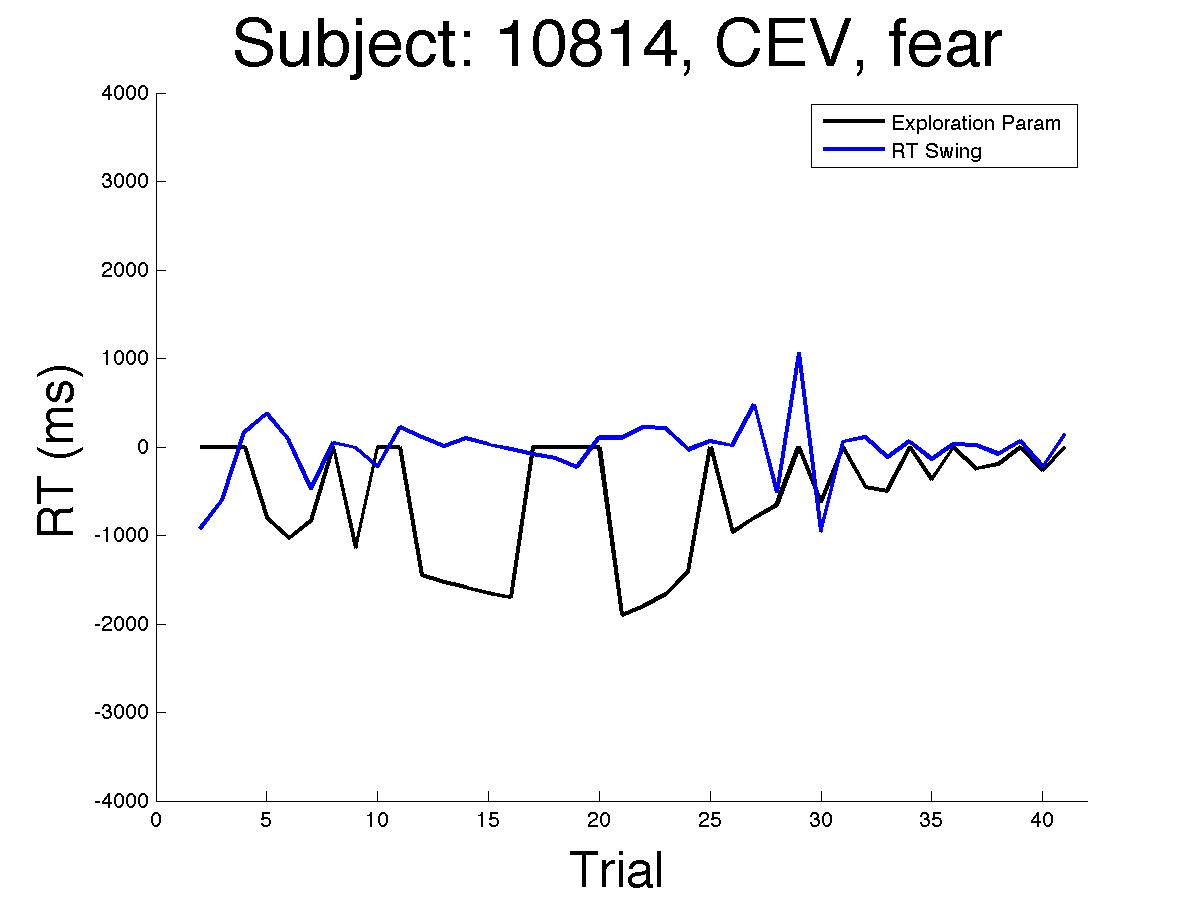 Subject: 10814, CEV, fear
Exploration Param
RT Swing
4000
3000
2000
1000
0
-1000
-2000
-3000
-4000
RT (ms)
0 5 10 15 20 25 30 35 40
Trial